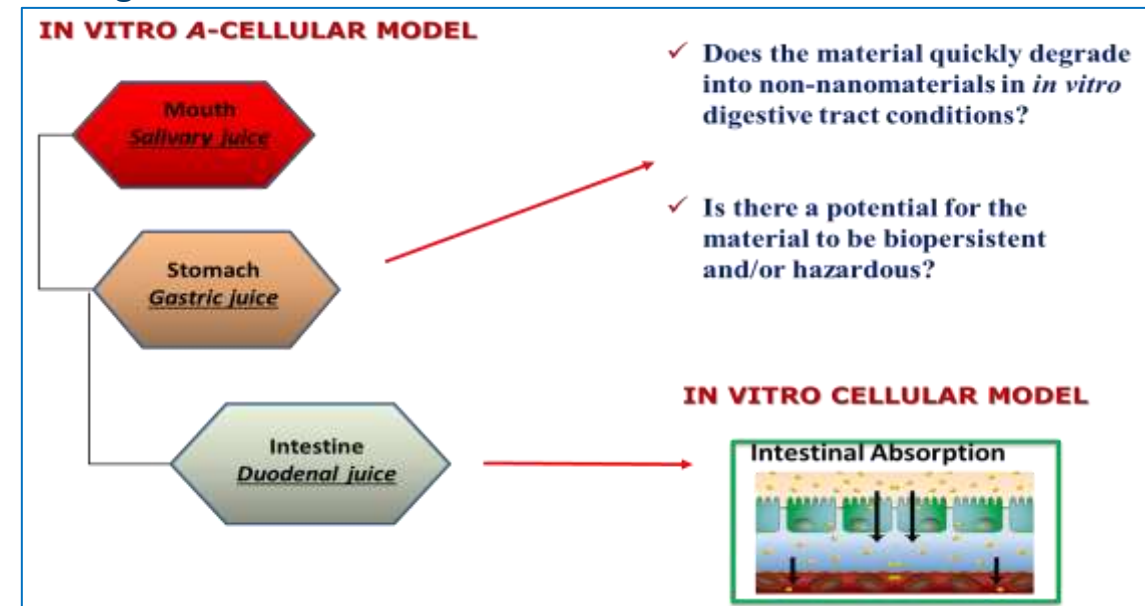 IN VITRO A-CELLULAR MODEL
Mouth
Salivary juice
Stomach
Gastric juice
Intestine
Duodenal juice
✓ Does the material quickly degrade
into non-nanomaterials in in vitro
digestive tract conditions?
✓ Is there a potential for the
material to be biopersistent
and/or hazardous?
IN VITRO CELLULAR MODEL
Intestinal Absorption